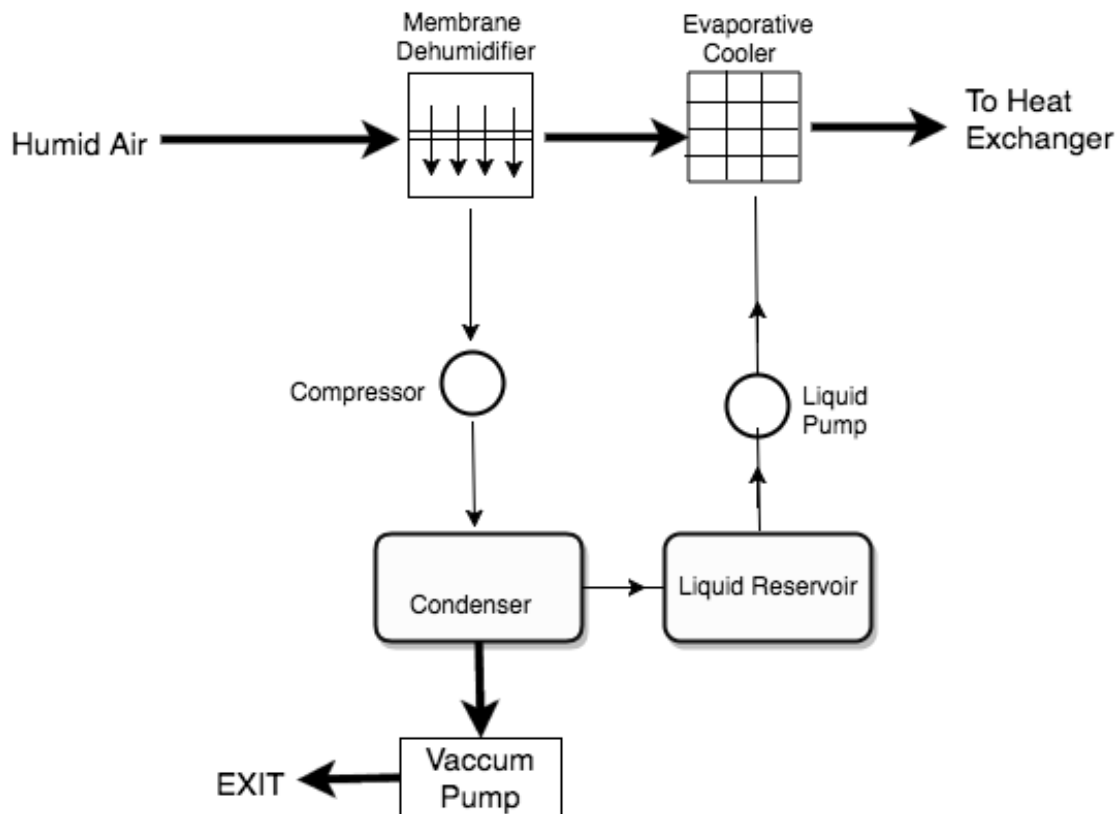 Membrane
Dehumidifier
Evaporative
Cooler
Humid Air
To Heat
Exchanger
Compressor
Liquid
Pump
Condenser
Liquid Reservoir
Vaccum
Pump
EXIT